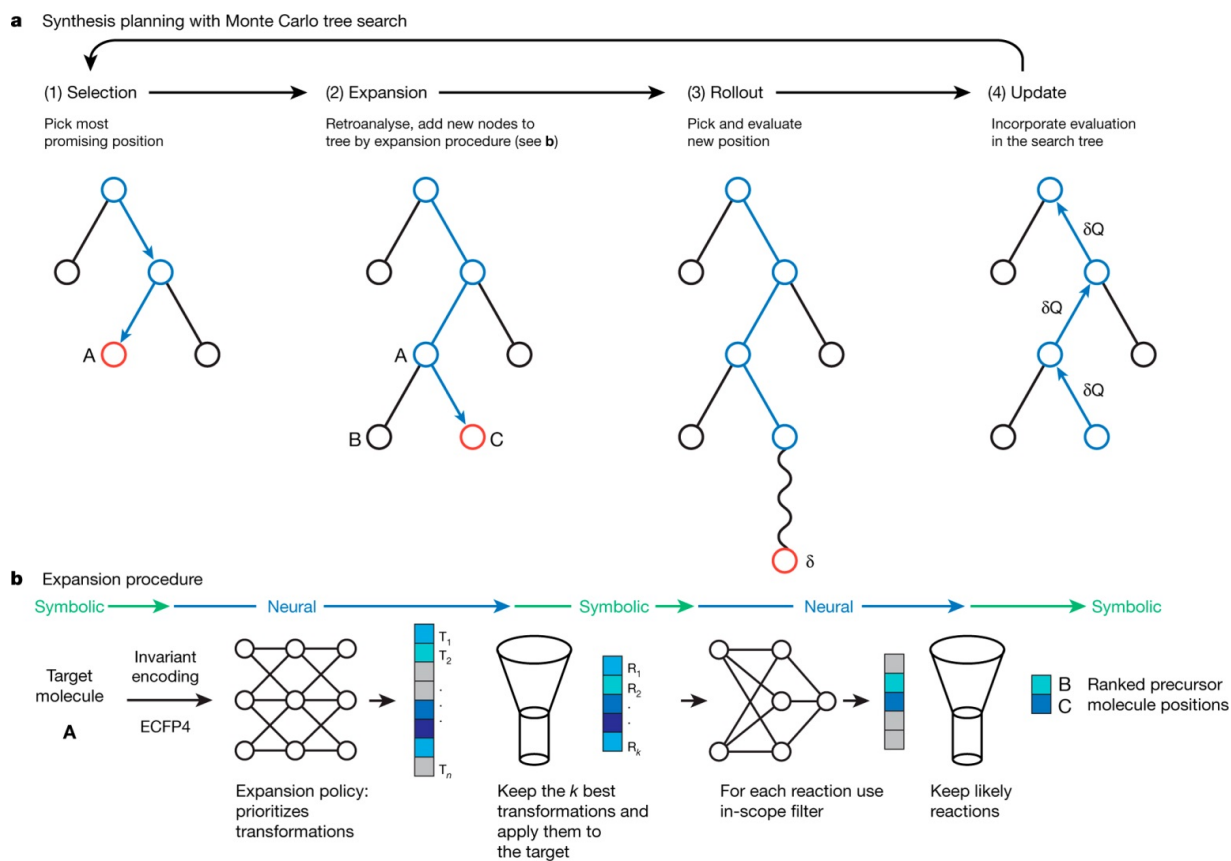 a Synthesis planning with Monte Carlo tree search
(1) Selection
Pick most
promising position
(2) Expansion
Retroanalyse, add new nodes to
tree by expansion procedure (see b)
(3) Rollout
Pick and evaluate
new position
(4) Update
Incorporate evaluation
in the search tree
A
A
B
C
δ
δQ
δQ
δQ
b Expansion procedure
Symbolic
Neural
Symbolic
Neural
Symbolic
Target
molecule
A
Invariant
encoding
ECFP4
T1
T2
.
.
.
Tn
Expansion policy:
prioritizes
transformations
Keep the k best
transformations and
apply them to
the target
R1
R2
.
.
Rk
For each reaction use
in-scope filter
Keep likely
reactions
B
C
Ranked precursor
molecule positions